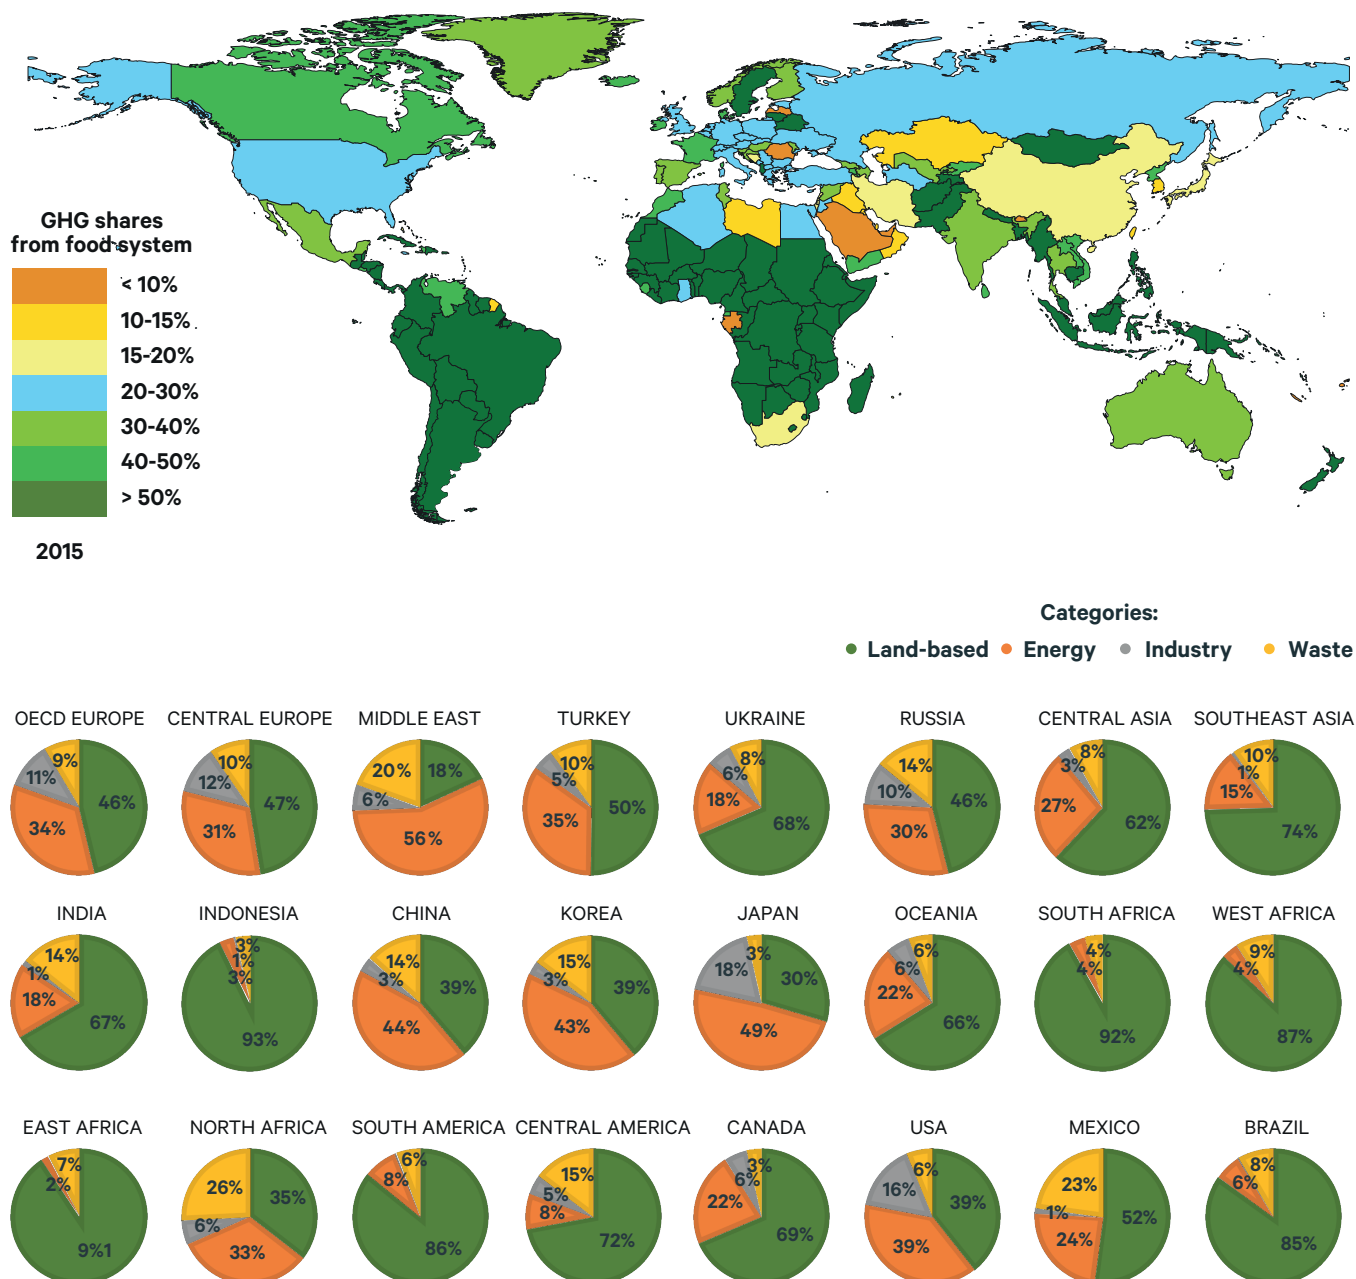 GHG shares
from food system
< 10%
10-15%
15-20%
20-30%
30-40%
40-50%
> 50%
2015
Categories:
Land-based Energy Industry Waste
OECD EUROPE CENTRAL EUROPE MIDDLE EAST TURKEY UKRAINE RUSSIA CENTRAL ASIA SOUTHEAST ASIA
9% 11% 46% 34%
10% 12% 47% 31%
20% 18% 6% 56%
10% 5% 50% 35%
8% 6% 18% 68%
14% 10% 46% 30%
8% 3% 27% 62%
10% 1% 15% 74%
INDIA INDONESIA CHINA KOREA JAPAN OCEANIA SOUTH AFRICA WEST AFRICA
14% 1% 18% 67%
3% 1% 3% 93%
14% 3% 39% 44%
15% 3% 39% 43%
3% 18% 30% 49%
6% 6% 22% 66%
4% 4% 92%
9% 4% 87%
EAST AFRICA NORTH AFRICA SOUTH AMERICA CENTRAL AMERICA CANADA USA MEXICO BRAZIL
7% 2% 9%1
26% 35% 6% 33%
6% 8% 86%
15% 5% 8% 72%
3% 6% 22% 69%
6% 16% 39% 39%
23% 1% 52% 24%
8% 6% 85%